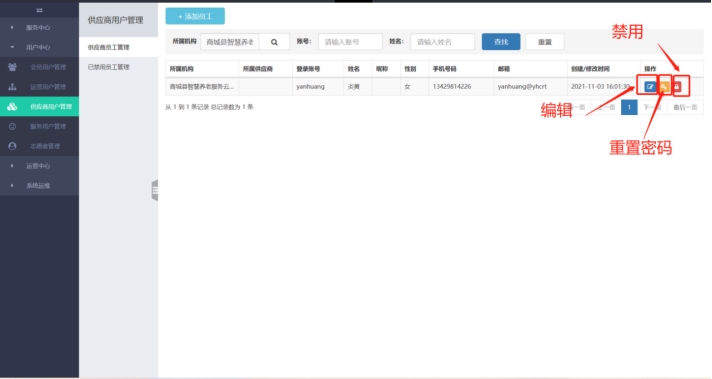 服务中心
用户中心
企员用户管理
运营用户管理
供应商用户管理
服务用户管理
志愿者管理
运营中心
系统运维
供应商用户管理
供应商员工管理
已禁用员工管理
+ 添加员工
所属机构 商城县智慧养老 账号: 请输入账号 姓名: 请输入姓名 查找 重置
所属机构 所属供应商 登录账号 姓名 昵称 性别 手机号码 邮箱 创建/修改时间 操作
商城县智慧养老服务云... yanhuang 炎黄 女 13429814226 yanhuang@yhcrt 2021-11-03 16:01:30
从 1 到 1 条记录 总记录数为 1 条
上一页 1 下一页 最后一页
禁用
编辑
重置密码